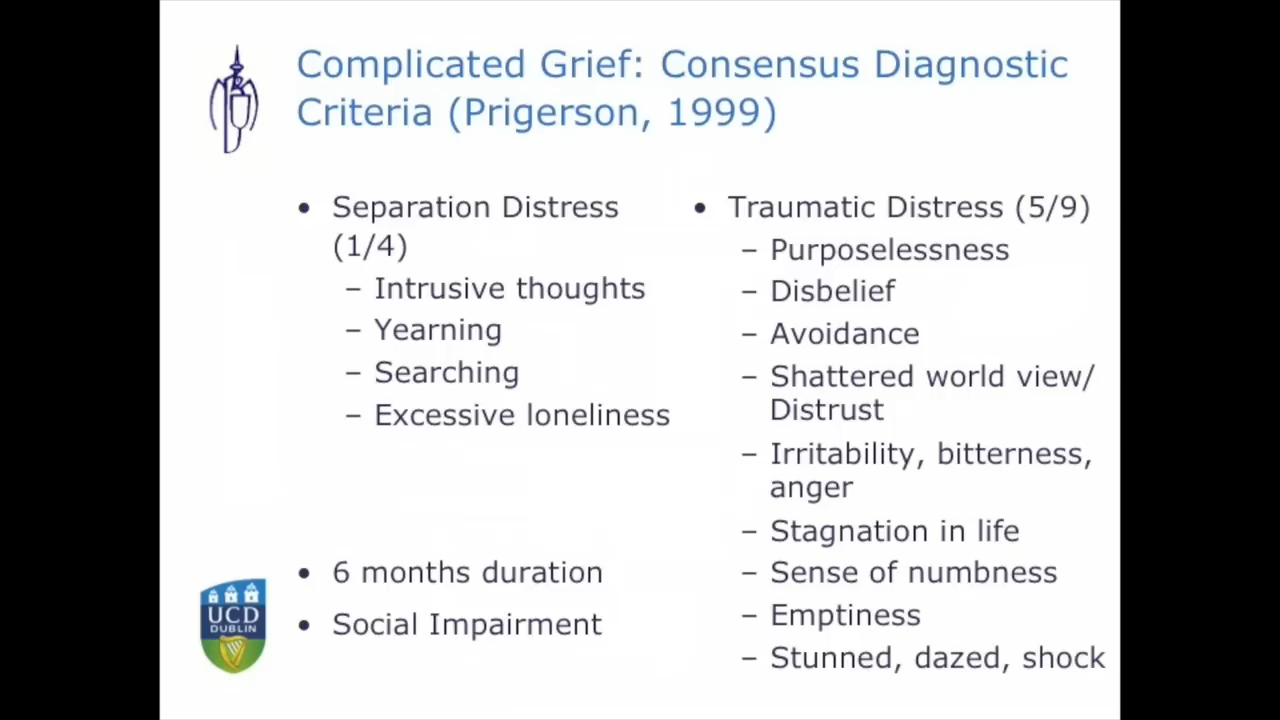 Complicated Grief: Consensus Diagnostic
Criteria (Prigerson, 1999)
• Separation Distress
(1/4)
– Intrusive thoughts
– Yearning
– Searching
– Excessive loneliness
• 6 months duration
• Social Impairment
• Traumatic Distress (5/9)
– Purposelessness
– Disbelief
– Avoidance
– Shattered world view/
Distrust
– Irritability, bitterness,
anger
– Stagnation in life
– Sense of numbness
– Emptiness
– Stunned, dazed, shock
UCD
DUBLIN